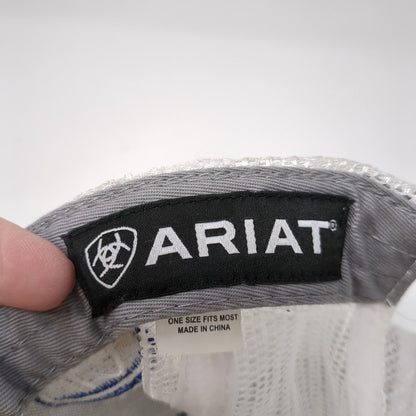 ARIAT
ONE SIZE FITS MOST
MADE IN CHINA